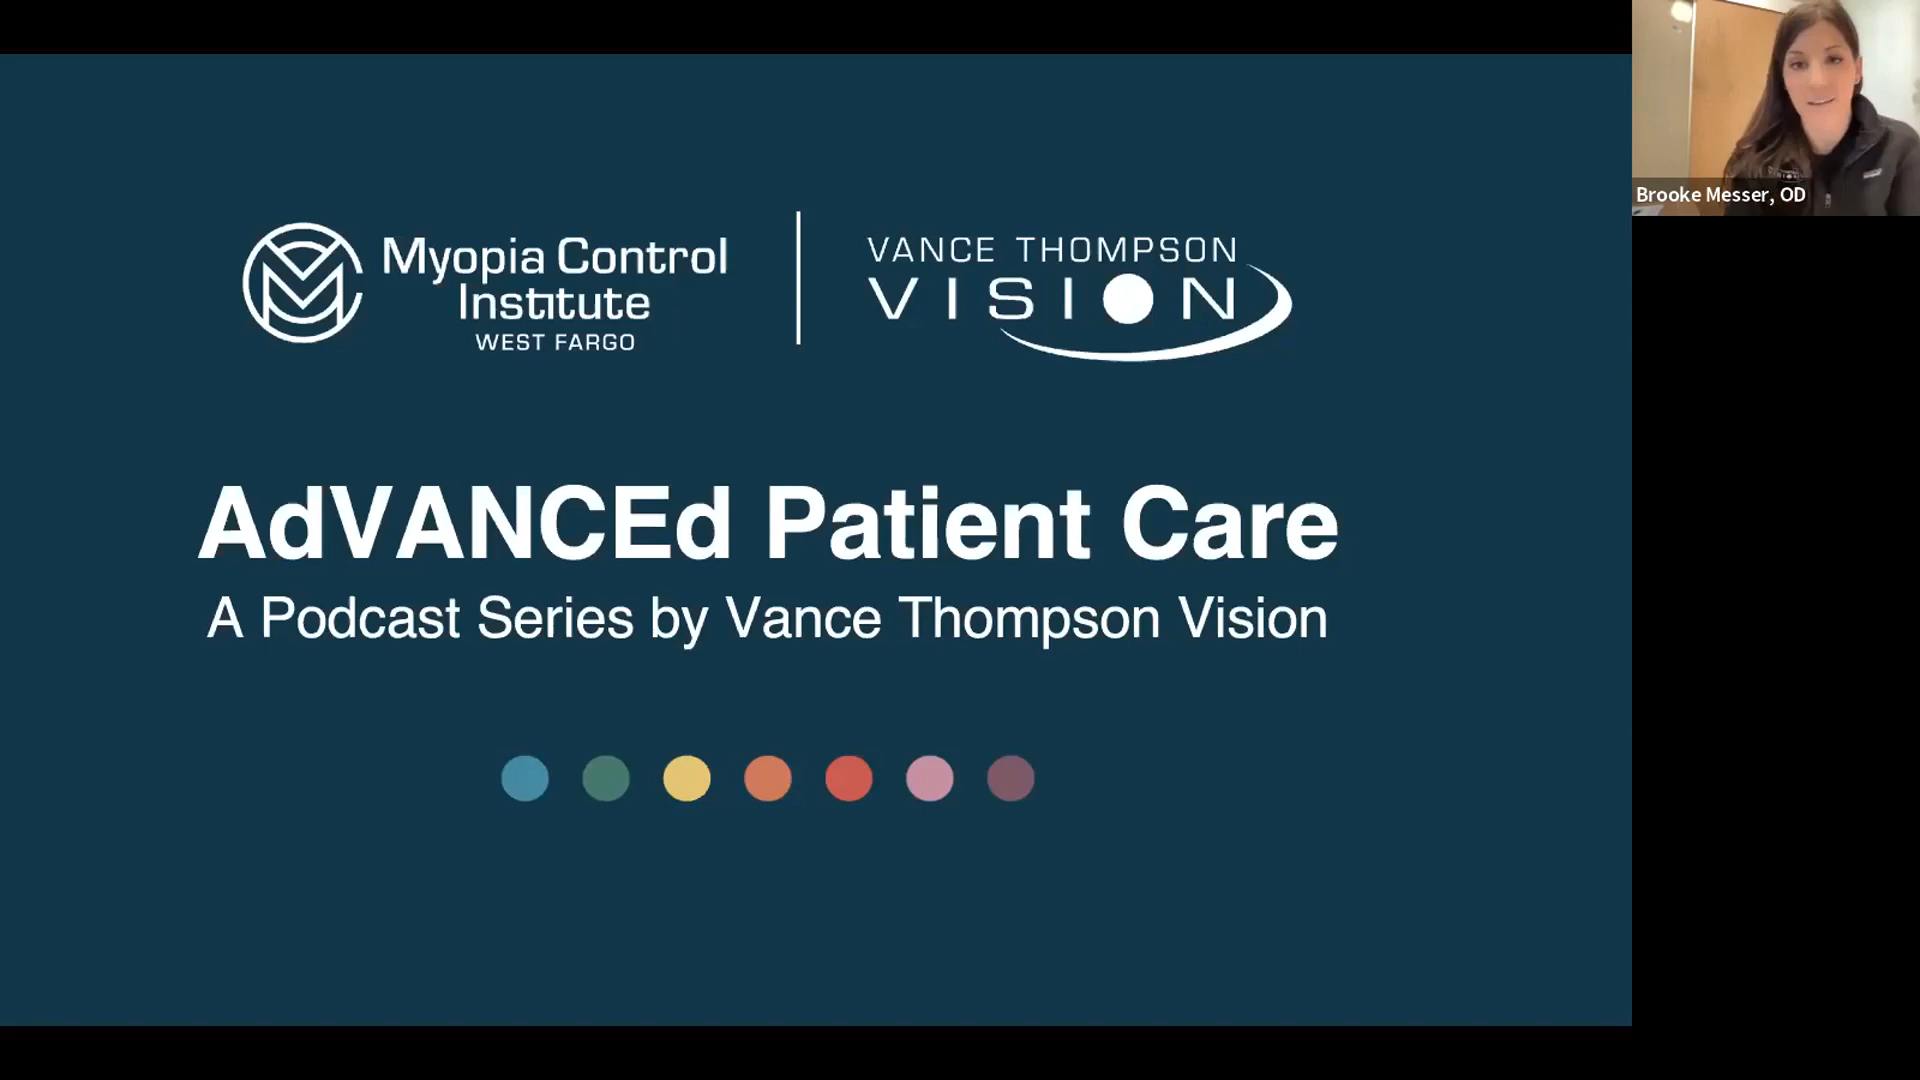 Myopia Control
Institute
WEST FARGO
VANCE THOMPSON
VISION
AdVANCEd Patient Care
A Podcast Series by Vance Thompson Vision
Brooke Messer, OD